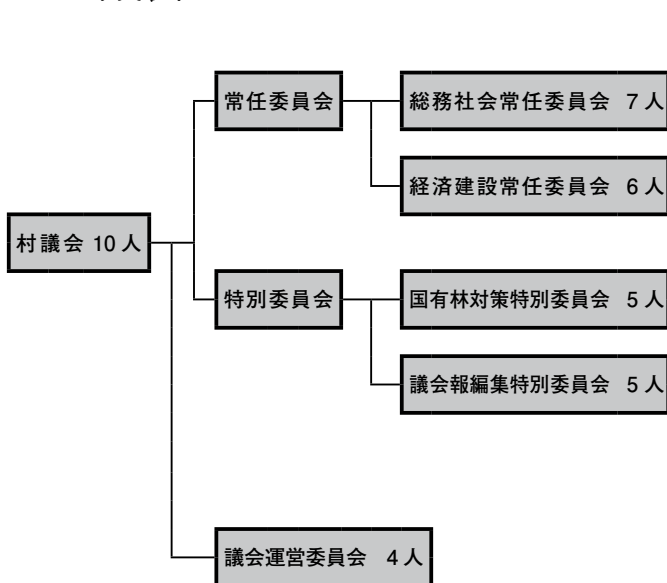 常任委員会
総務社会常任委員会 7人
経済建設常任委員会 6人
村議会 10人
特別委員会
国有林対策特別委員会 5人
議会報編集特別委員会 5人
議会運営委員会 4人